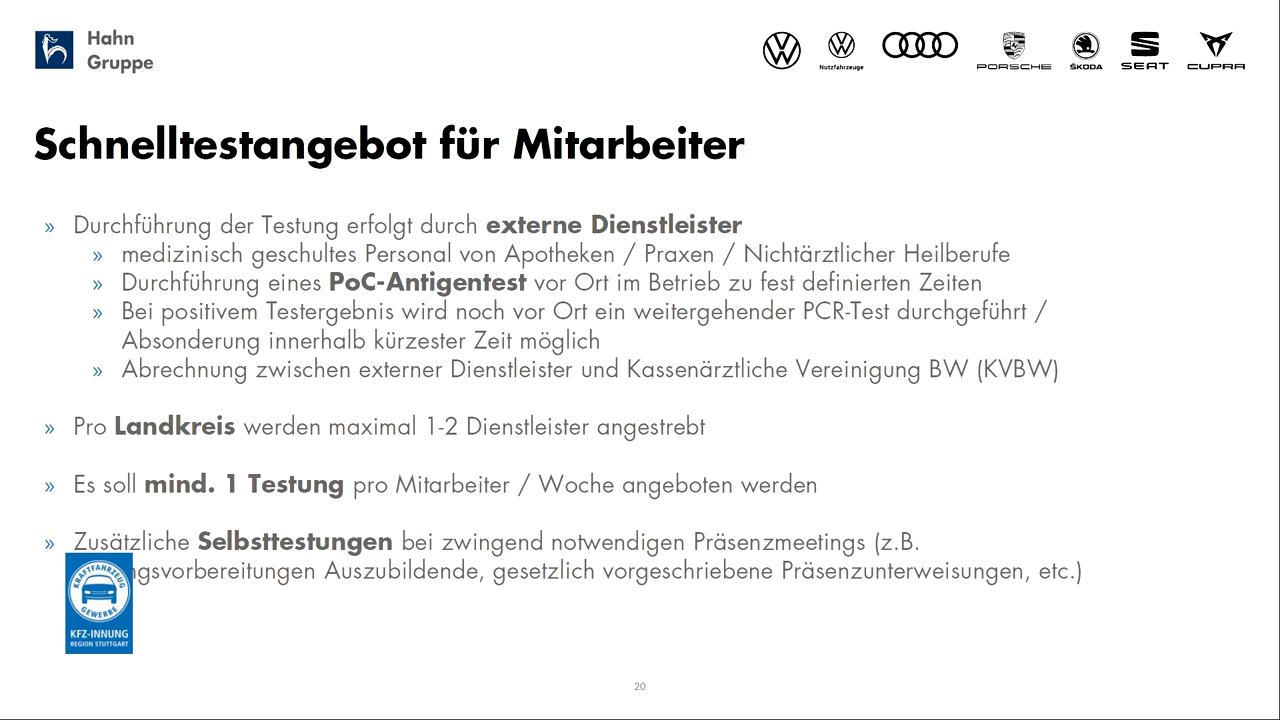 Hahn
Gruppe
Nutzfahrzeuge
PORSCHE
ŠKODA
SEAT
CUPRA
Schnelltestangebot für Mitarbeiter
» Durchführung der Testung erfolgt durch externe Dienstleister
» medizinisch geschultes Personal von Apotheken / Praxen / Nichtärztlicher Heilberufe
» Durchführung eines PoC-Antigentest vor Ort im Betrieb zu fest definierten Zeiten
» Bei positivem Testergebnis wird noch vor Ort ein weitergehender PCR-Test durchgeführt /
Absonderung innerhalb kürzester Zeit möglich
» Abrechnung zwischen externer Dienstleister und Kassenärztliche Vereinigung BW (KVBW)
» Pro Landkreis werden maximal 1-2 Dienstleister angestrebt
» Es soll mind. 1 Testung pro Mitarbeiter / Woche angeboten werden
» Zusätzliche Selbsttestungen bei zwingend notwendigen Präsenzmeetings (z.B.
Auszubildende, gesetzlich vorgeschriebene Präsenzunterweisungen, etc.)
KRAFTFAHRZEUG
GEWERBE
KFZ-INNUNG
REGION STUTTGART
20